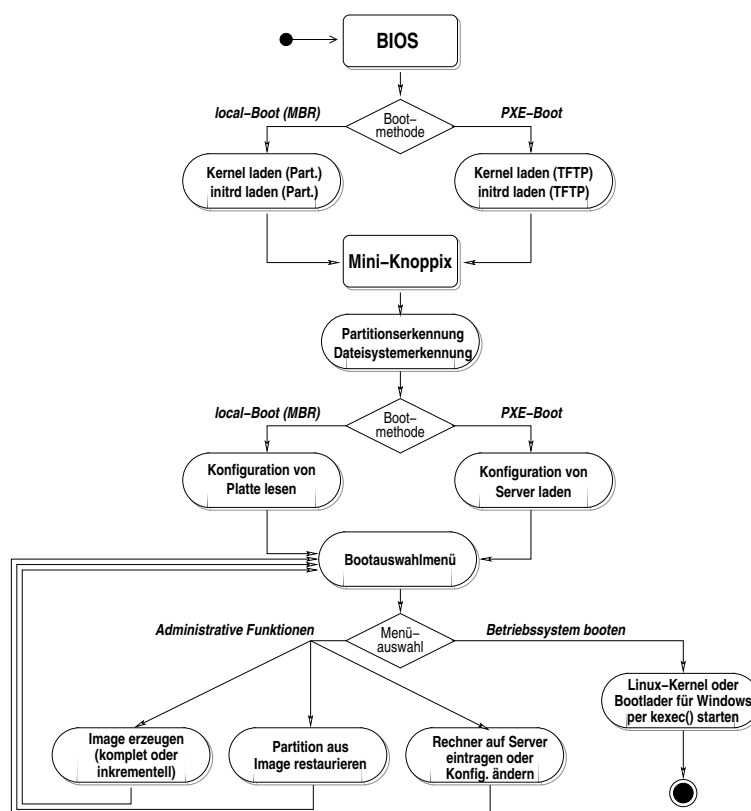 BIOS
local–Boot (MBR)
Boot–
methode
PXE–Boot
Kernel laden (Part.)
initrd laden (Part.)
Kernel laden (TFTP)
initrd laden (TFTP)
Mini–Knoppix
Partitionserkennung
Dateisystemerkennung
local–Boot (MBR)
Boot–
methode
PXE–Boot
Konfiguration von
Platte lesen
Konfiguration von
Server laden
Bootauswahlmenü
Administrative Funktionen
Menü–
auswahl
Betriebssystem booten
Linux–Kernel oder
Bootlader für Windows
per kexec() starten
Image erzeugen
(komplet oder
inkrementell)
Partition aus
Image restaurieren
Rechner auf Server
eintragen oder
Konfig. ändern